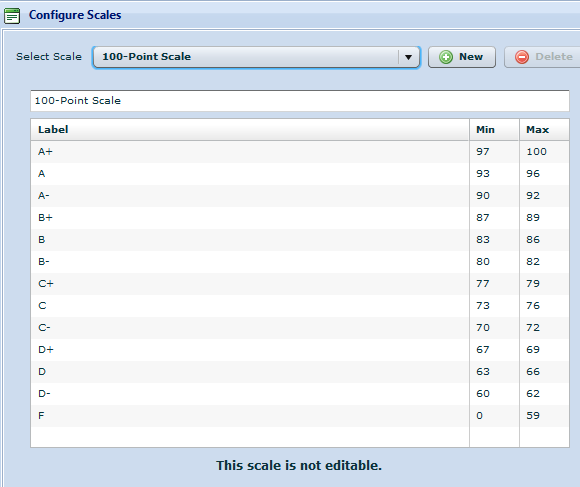 Configure Scales
Select Scale 100-Point Scale New Delete
100-Point Scale
Label Min Max
A+ 97 100
A 93 96
A- 90 92
B+ 87 89
B 83 86
B- 80 82
C+ 77 79
C 73 76
C- 70 72
D+ 67 69
D 63 66
D- 60 62
F 0 59
This scale is not editable.